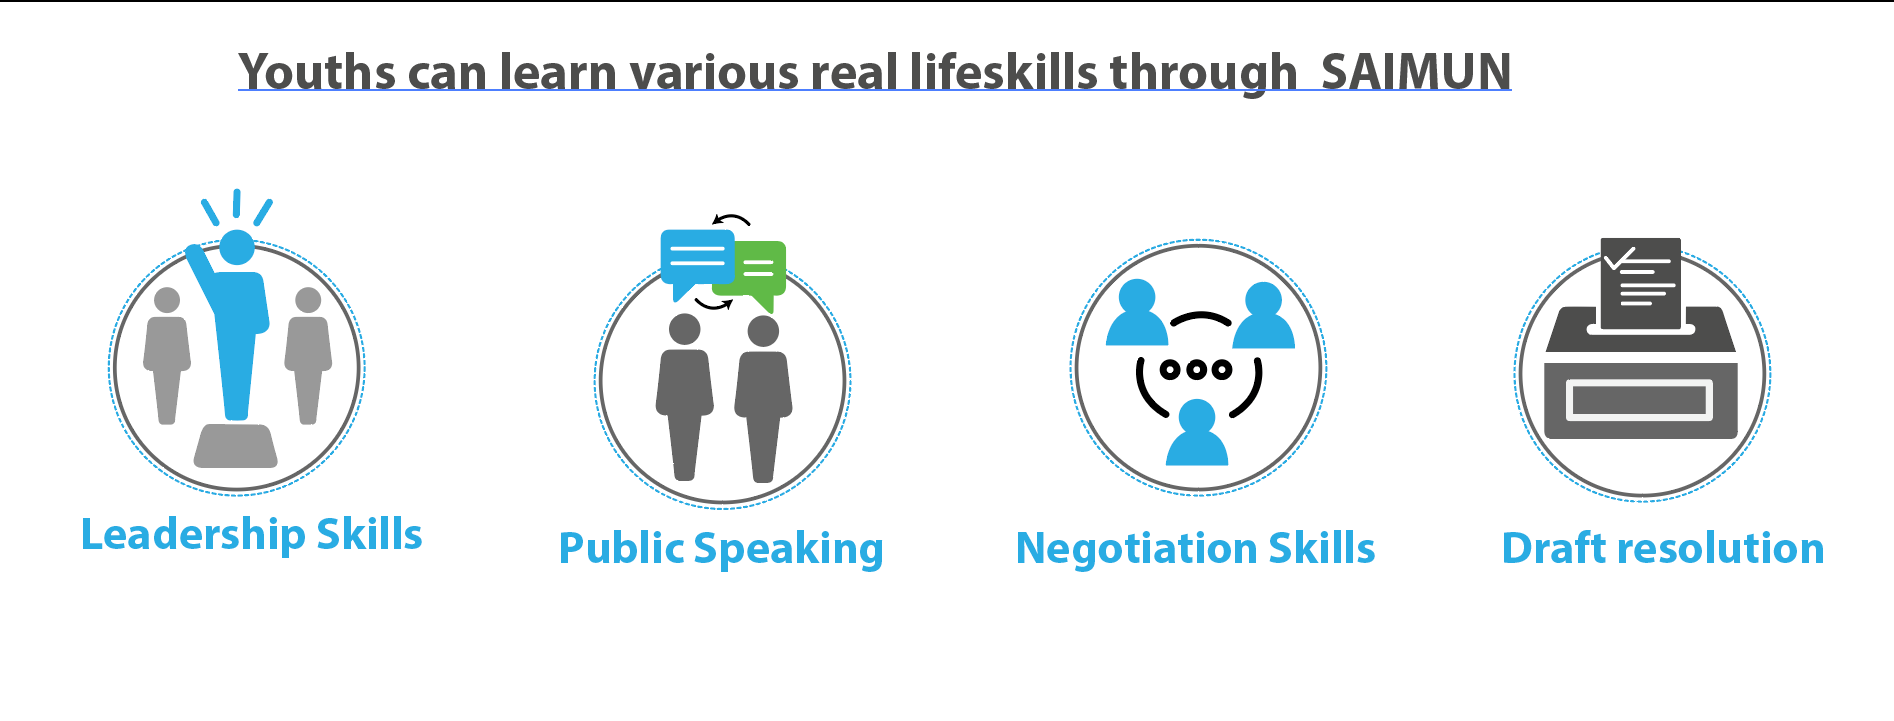 Youths can learn various real lifeskills through SAIMUN
Leadership Skills
Public Speaking
Negotiation Skills
Draft resolution